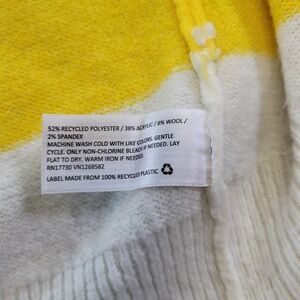 52% RECYCLED POLYESTER / 38% ACRYLIC / 8% WOOL /
2% SPANDEX
MACHINE WASH COLD WITH LIKE COLORS. GENTLE
CYCLE. ONLY NON-CHLORINE BLEACH IF NEEDED. LAY
FLAT TO DRY. WARM IRON IF NEEDED.
RN17730 VN1268582
LABEL MADE FROM 100% RECYCLED PLASTIC